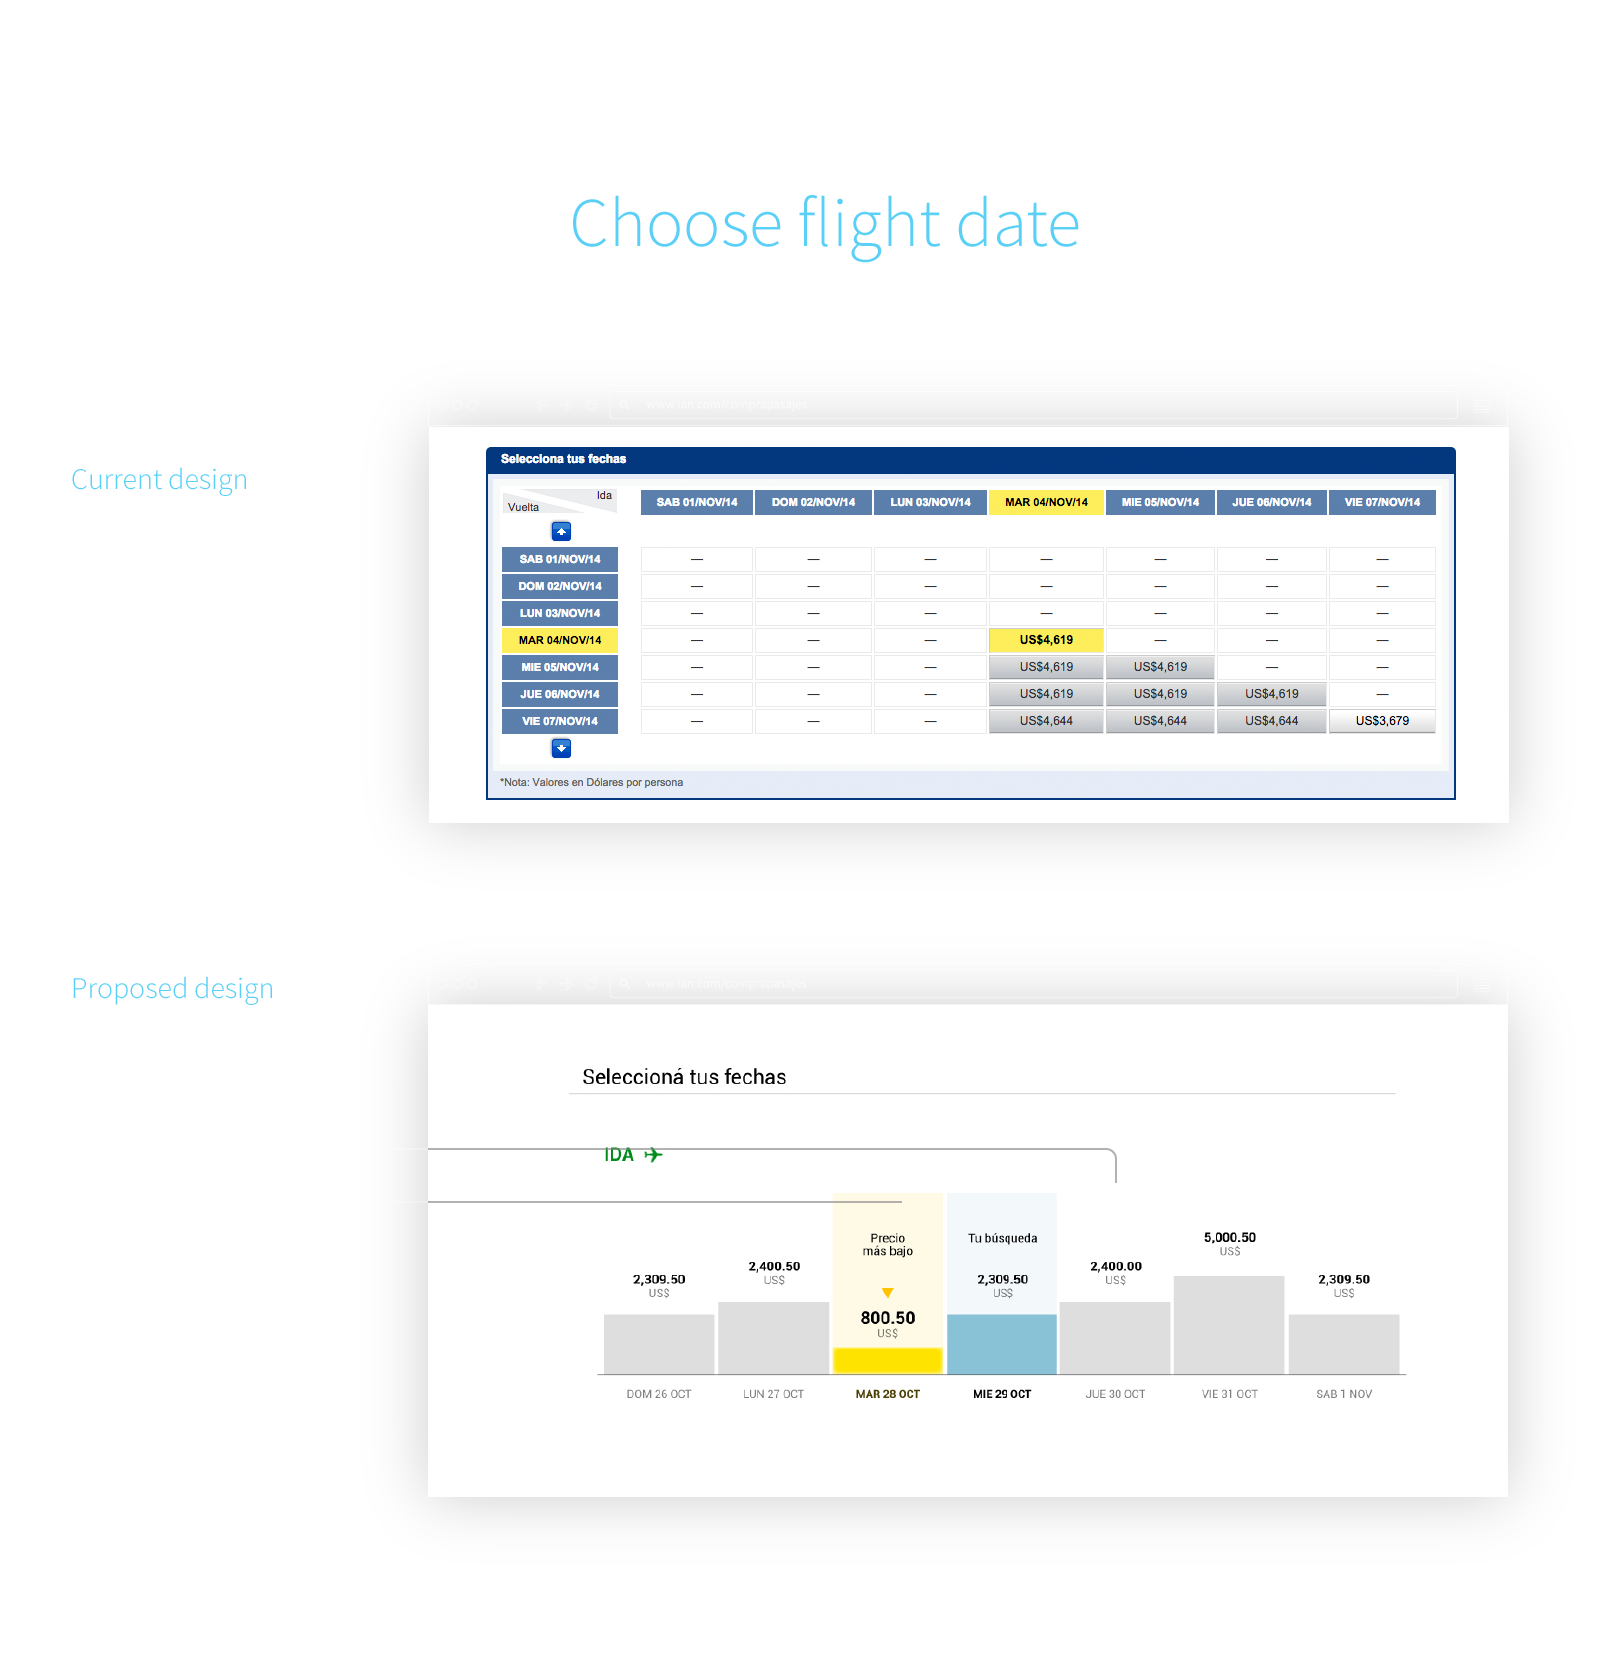 Choose flight date
Current design
www.lan.com/comprapasajes
Selecciona tus fechas
Ida
Vuelta
SAB 01/NOV/14 DOM 02/NOV/14 LUN 03/NOV/14 MAR 04/NOV/14 MIE 05/NOV/14 JUE 06/NOV/14 VIE 07/NOV/14
SAB 01/NOV/14 — — — — — — —
DOM 02/NOV/14 — — — — — — —
LUN 03/NOV/14 — — — — — — —
MAR 04/NOV/14 — — — US$4,619 — — —
MIE 05/NOV/14 — — — US$4,619 US$4,619 — —
JUE 06/NOV/14 — — — US$4,619 US$4,619 US$4,619 —
VIE 07/NOV/14 — — — US$4,644 US$4,644 US$4,644 US$3,679
*Nota: Valores en Dólares por persona
Proposed design
www.lan.com/comprapasajes
Seleccioná tus fechas
IDA
2,309.50
US$
2,400.50
US$
Precio
más bajo
800.50
US$
Tu búsqueda
2,309.50
US$
2,400.00
US$
5,000.50
US$
2,309.50
US$
DOM 26 OCT LUN 27 OCT MAR 28 OCT MIE 29 OCT JUE 30 OCT VIE 31 OCT SAB 1 NOV